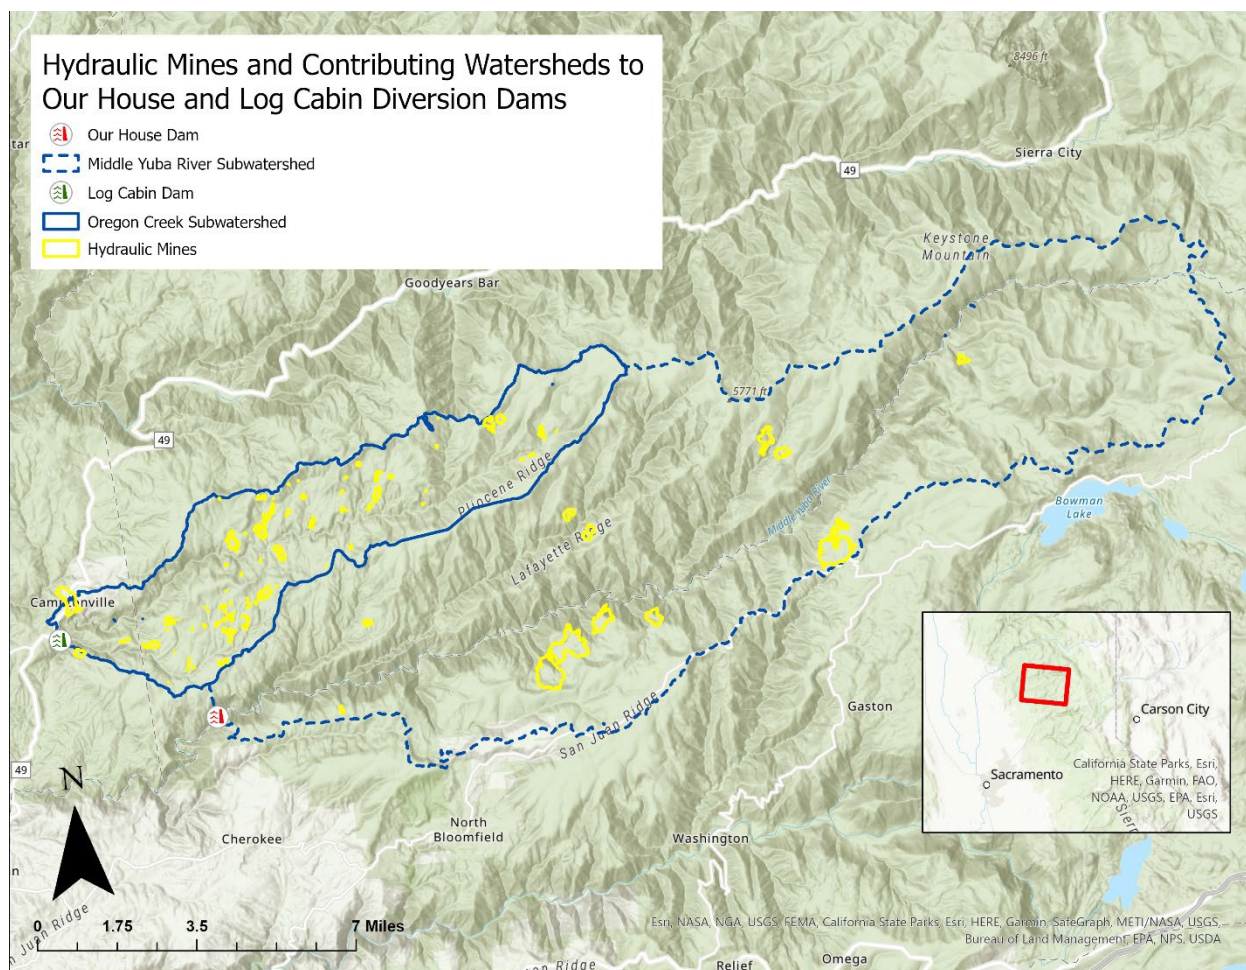 Hydraulic Mines and Contributing Watersheds to
Our House and Log Cabin Diversion Dams
Our House Dam
Middle Yuba River Subwatershed
Log Cabin Dam
Oregon Creek Subwatershed
Hydraulic Mines
8496 ft
Sierra City
49
Keystone
Mountain
Goodyears Bar
5771 ft
49
Pliocene Ridge
Middle Yuba River
Bowman
Lake
Lafayette Ridge
Camptonville
Gaston
San Juan Ridge
Carson City
Sacramento
California State Parks, Esri,
HERE, Garmin, FAO,
NOAA, USGS, EPA, Esri,
USGS
49
N
North
Bloomfield
Cherokee
Washington
0 1.75 3.5 7 Miles
Juan Ridge
Esri, NASA, NGA, USGS, FEMA, California State Parks, Esri, HERE, Garmin, SafeGraph, METI/NASA, USGS,
Bureau of Land Management, EPA, NPS, USDA
Relief
Omega